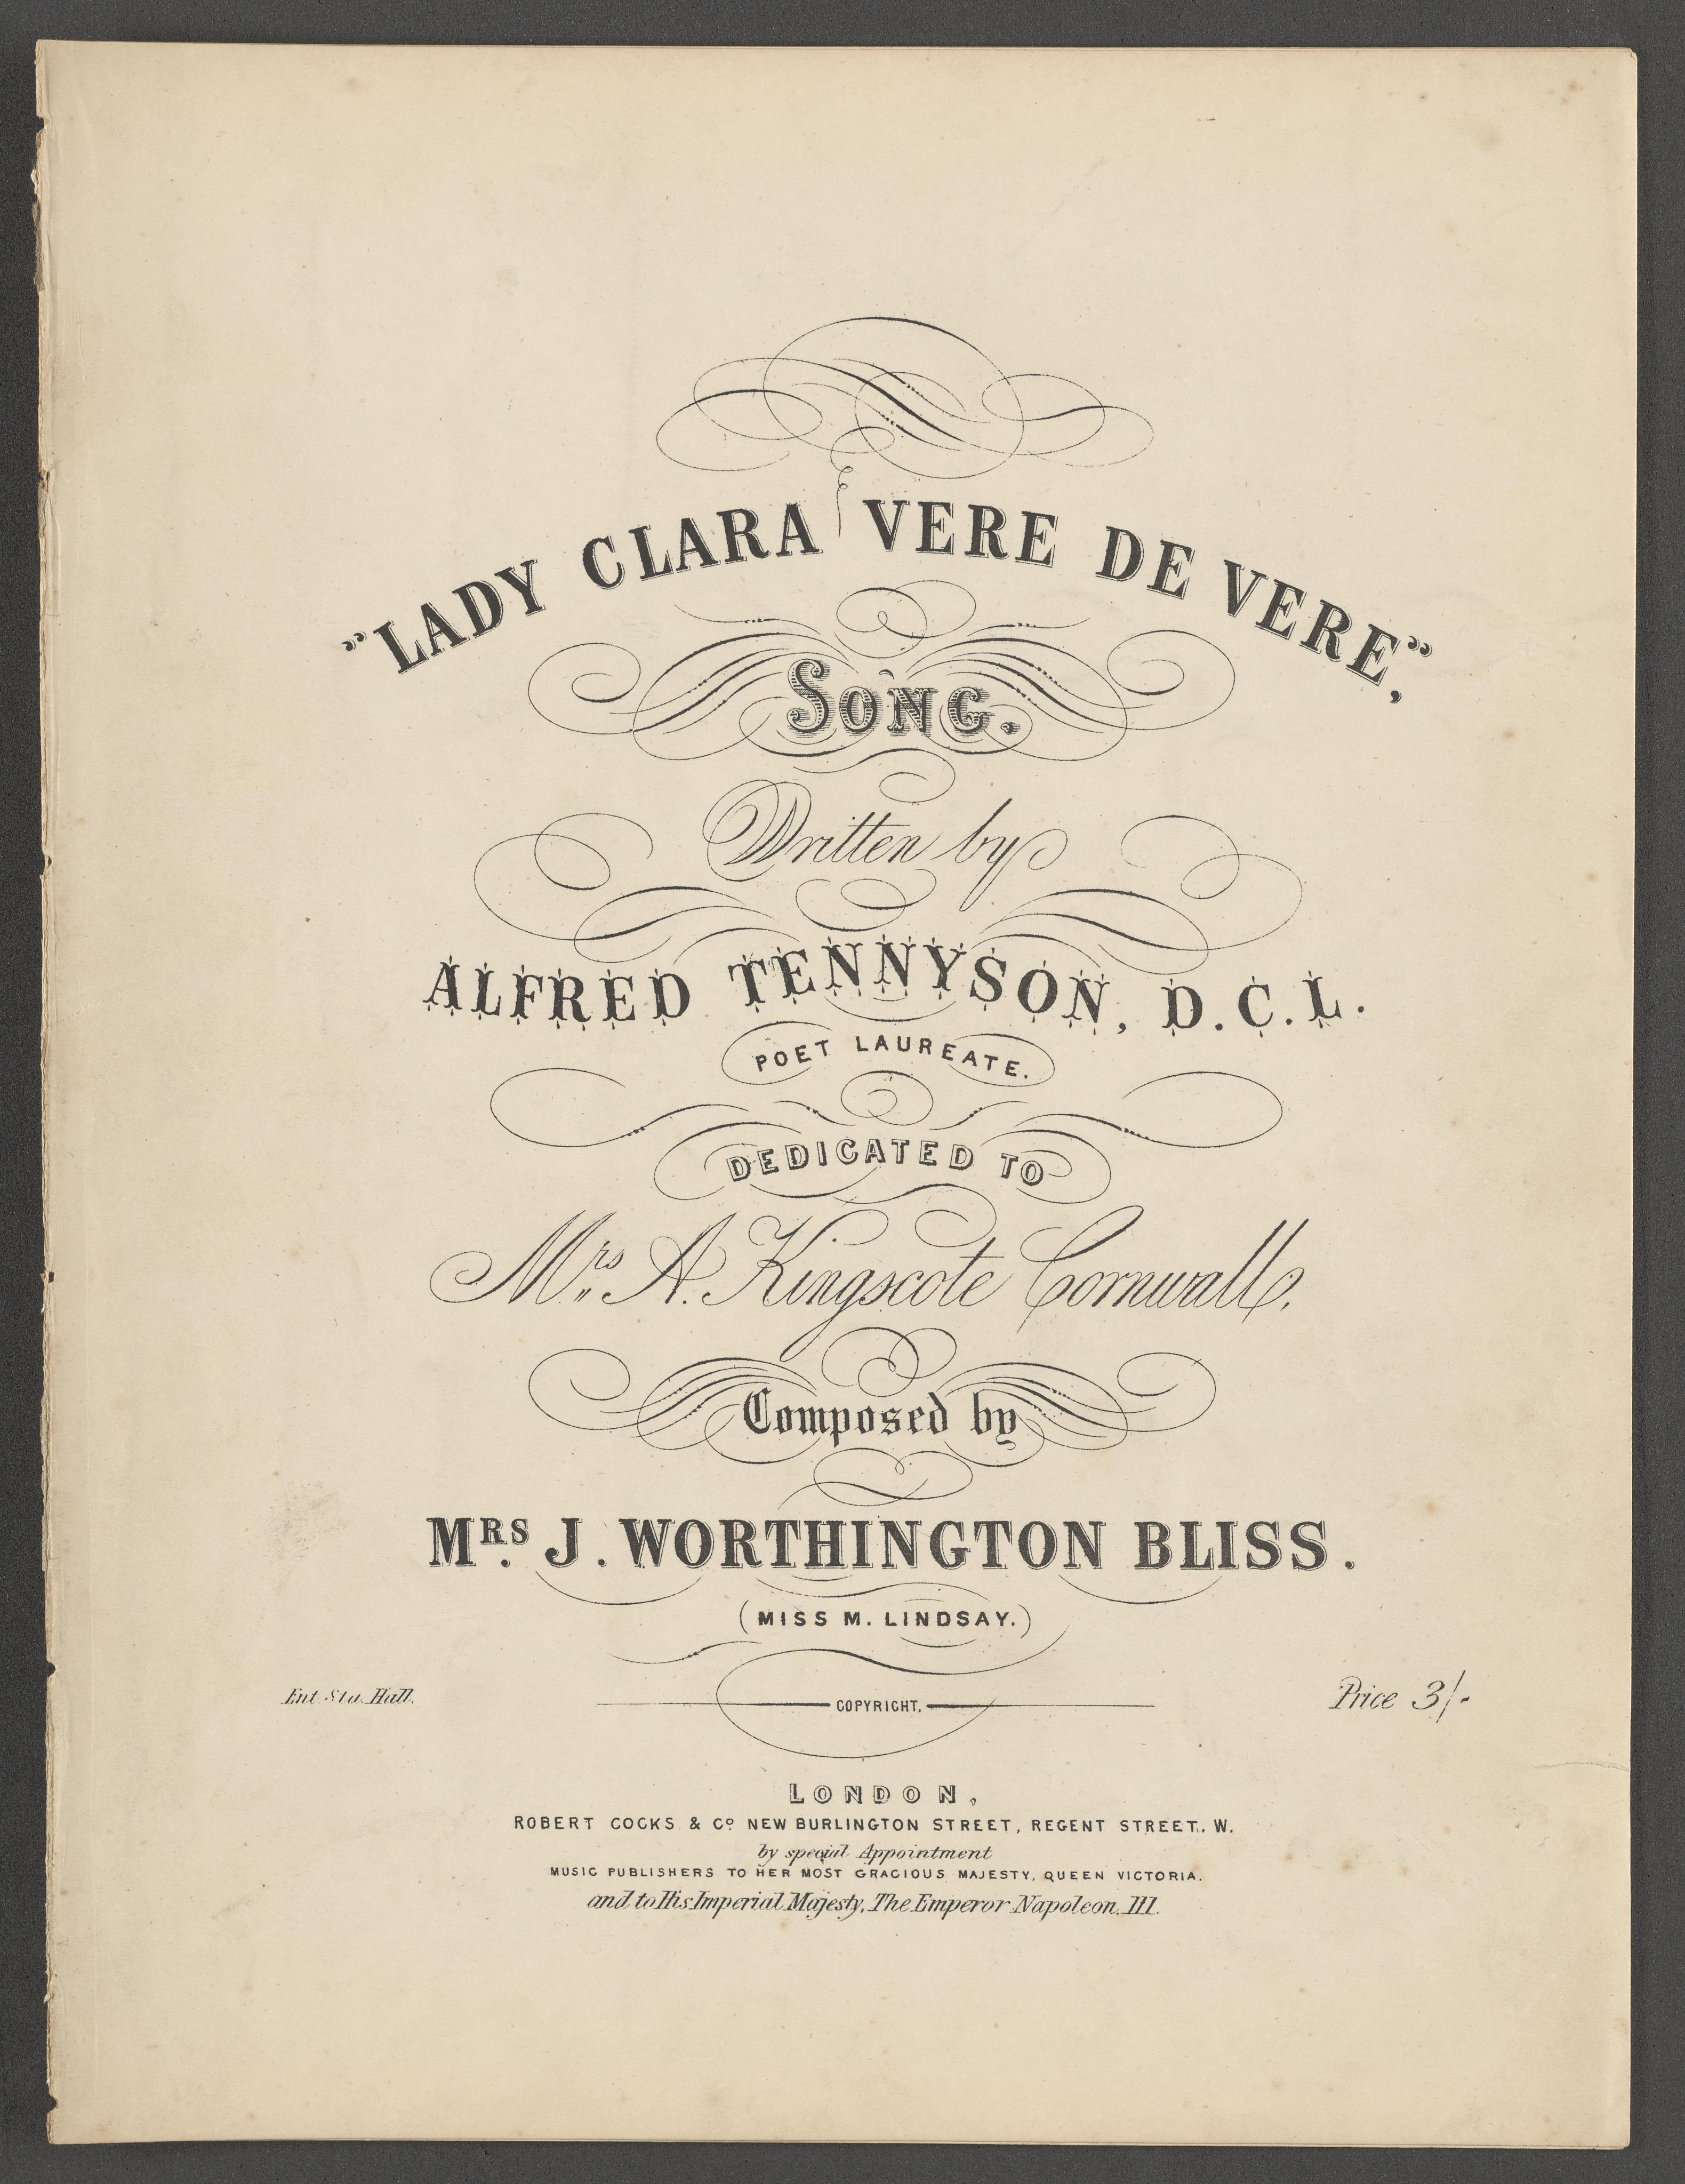 "LADY CLARA VERE DE VERE,"
SONG.
Written by
ALFRED TENNYSON, D.C.L.
POET LAUREATE.
DEDICATED TO
Mrs. A. Kingscote Cornwall.
Composed by
MRS. J. WORTHINGTON BLISS.
(MISS M. LINDSAY.)
Ent. Sta. Hall.
COPYRIGHT.
Price 3/-
LONDON,
ROBERT COCKS & Co. NEW BURLINGTON STREET, REGENT STREET, W.
by special Appointment
MUSIC PUBLISHERS TO HER MOST GRACIOUS MAJESTY, QUEEN VICTORIA.
and to His Imperial Majesty, The Emperor Napoleon. III.